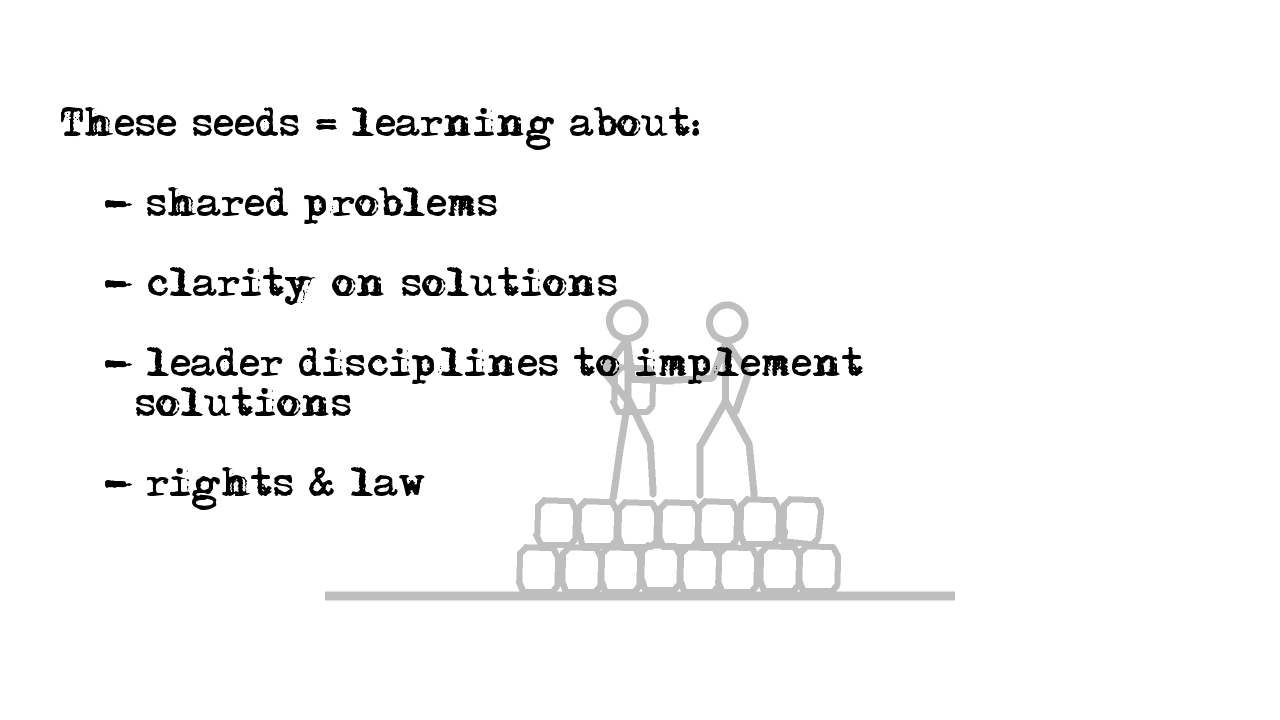 These seeds = learning about:
- shared problems
- clarity on solutions
- leader disciplines to implement
solutions
- rights & law